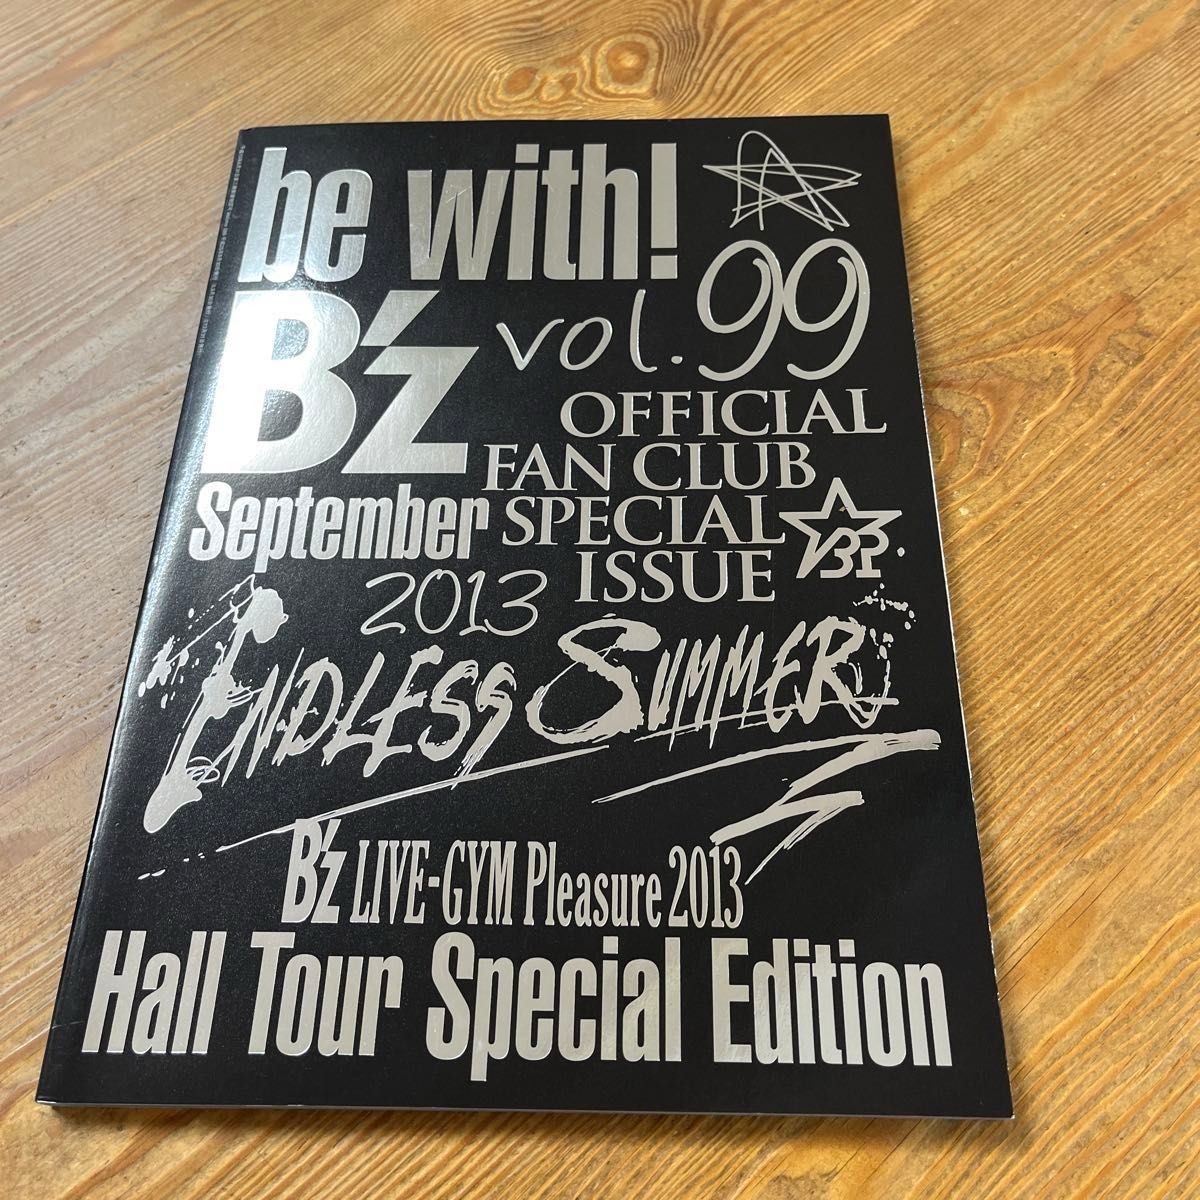 be with!
B'z
vol.99
OFFICIAL
FAN CLUB
SPECIAL
ISSUE
September
2013
ENDLESS SUMMER
B'z LIVE-GYM Pleasure 2013
Hall Tour Special Edition